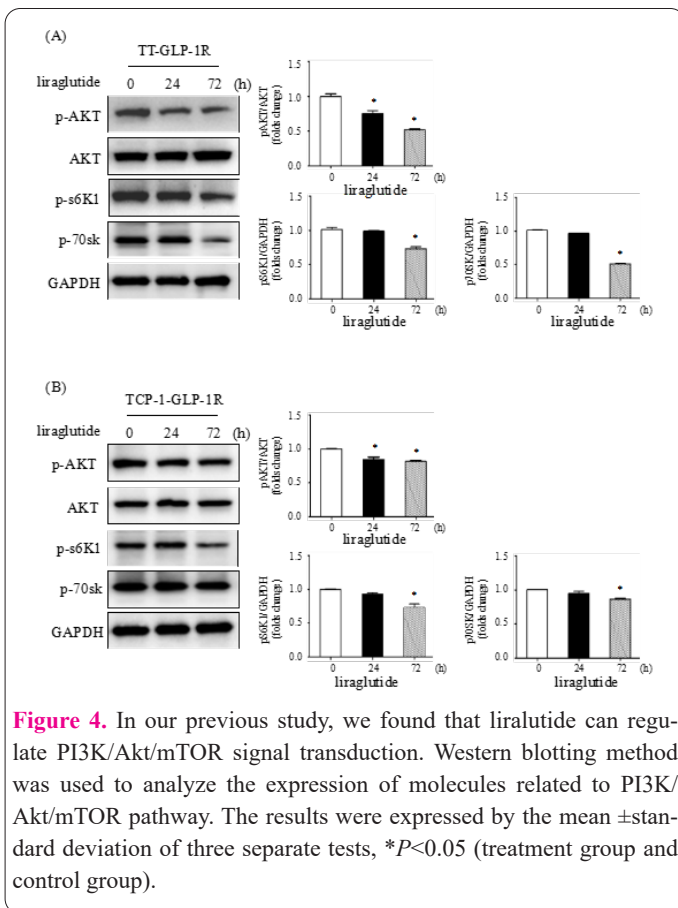 (A)
TT-GLP-1R
liraglutide 0 24 72 (h)
p-AKT
AKT
p-s6K1
p-70sk
GAPDH
pAKT/AKT
(folds change)
1.5
1.0
0.5
0.0
*
*
0 24 72 (h)
liraglutide
pS6K1/GAPDH
(folds change)
1.5
1.0
0.5
0.0
*
0 24 72 (h)
liraglutide
p70SK/GAPDH
(folds change)
1.5
1.0
0.5
0.0
*
0 24 72 (h)
liraglutide
(B)
TCP-1-GLP-1R
liraglutide 0 24 72 (h)
p-AKT
AKT
p-s6K1
p-70sk
GAPDH
pAKT/AKT
(folds change)
1.5
1.0
0.5
0.0
*
*
0 24 72 (h)
liraglutide
pS6K1/GAPDH
(folds change)
1.5
1.0
0.5
0.0
*
0 24 72 (h)
liraglutide
p70SK/GAPDH
(folds change)
1.5
1.0
0.5
0.0
*
0 24 72 (h)
liraglutide
Figure 4. In our previous study, we found that liralutide can regu-
late PI3K/Akt/mTOR signal transduction. Western blotting method
was used to analyze the expression of molecules related to PI3K/
Akt/mTOR pathway. The results were expressed by the mean ±stan-
dard deviation of three separate tests, *P<0.05 (treatment group and
control group).